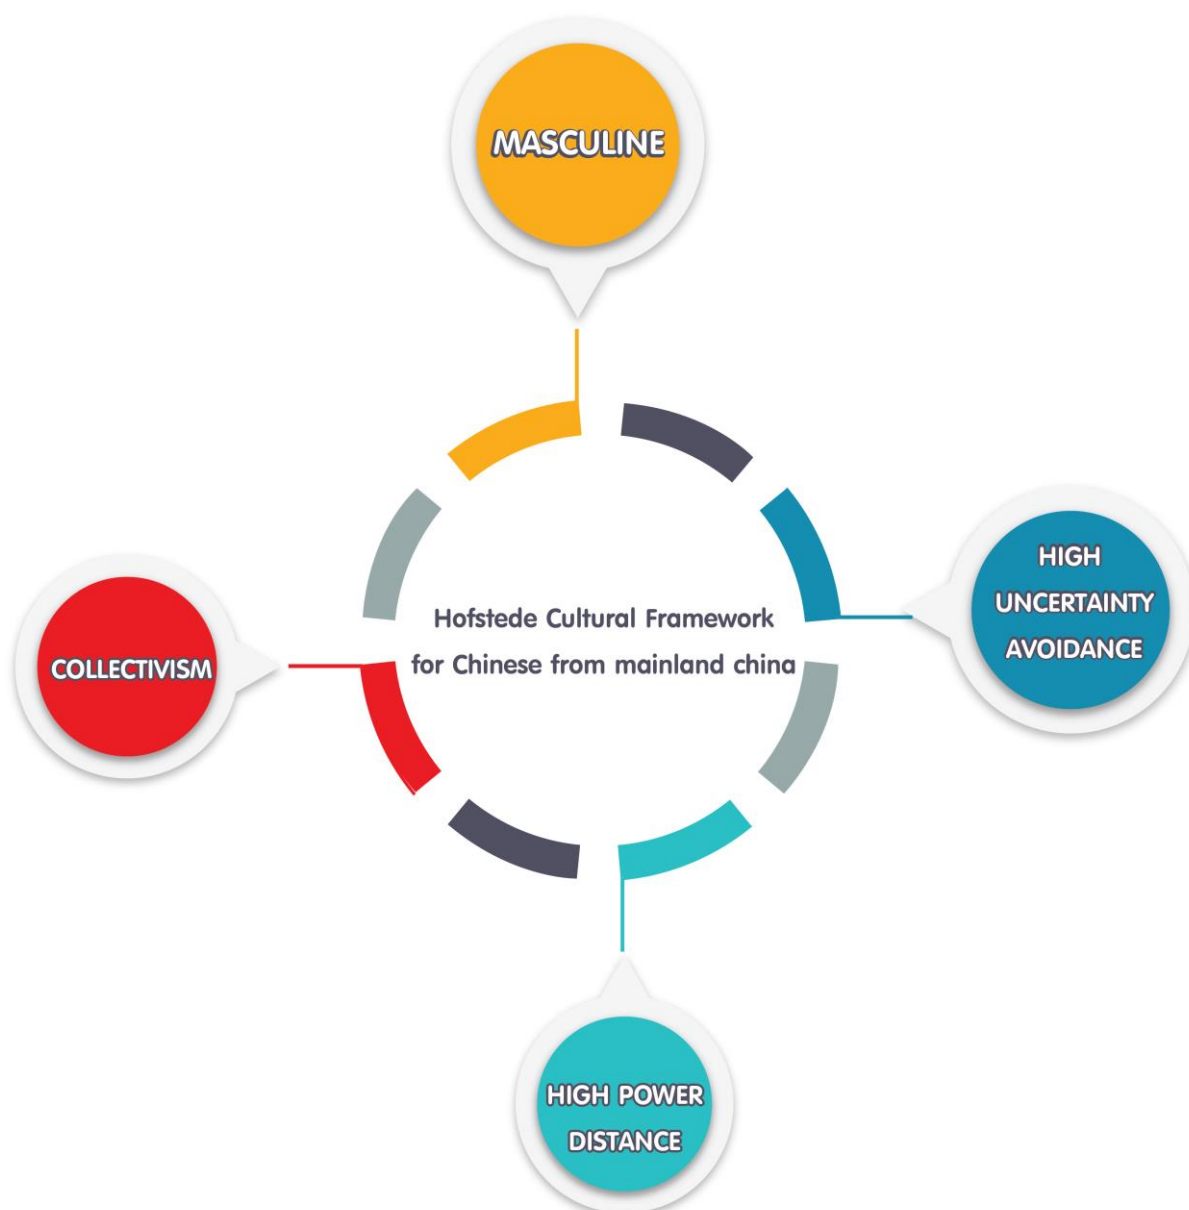 MASCULINE
HIGH
UNCERTAINTY
AVOIDANCE
Hofstede Cultural Framework
for Chinese from mainland china
COLLECTIVISM
HIGH POWER
DISTANCE